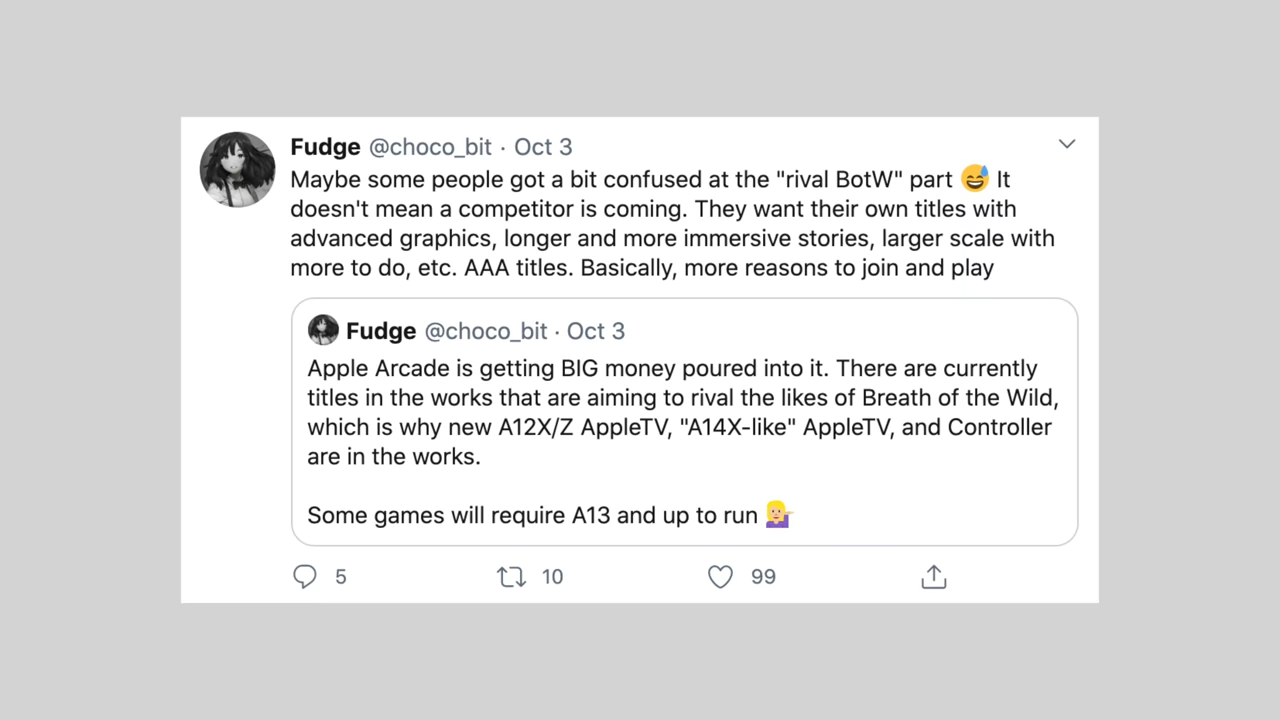 Fudge @choco_bit · Oct 3
Maybe some people got a bit confused at the "rival BotW" part 😅 It
doesn't mean a competitor is coming. They want their own titles with
advanced graphics, longer and more immersive stories, larger scale with
more to do, etc. AAA titles. Basically, more reasons to join and play
Fudge @choco_bit · Oct 3
Apple Arcade is getting BIG money poured into it. There are currently
titles in the works that are aiming to rival the likes of Breath of the Wild,
which is why new A12X/Z AppleTV, "A14X-like" AppleTV, and Controller
are in the works.
Some games will require A13 and up to run 💁🏼‍♀️
5 10 99